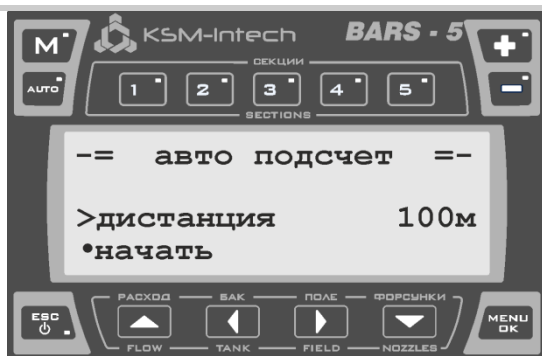 M KSM-Intech BARS - 5 +
СЕКЦИИ
AUTO 1 2 3 4 5 -
SECTIONS
-= авто подсчет =-
>дистанция 100м
•начать
РАСХОД БАК ПОЛЕ ФОРСУНКИ
ESC MENU OK
FLOW TANK FIELD NOZZLES